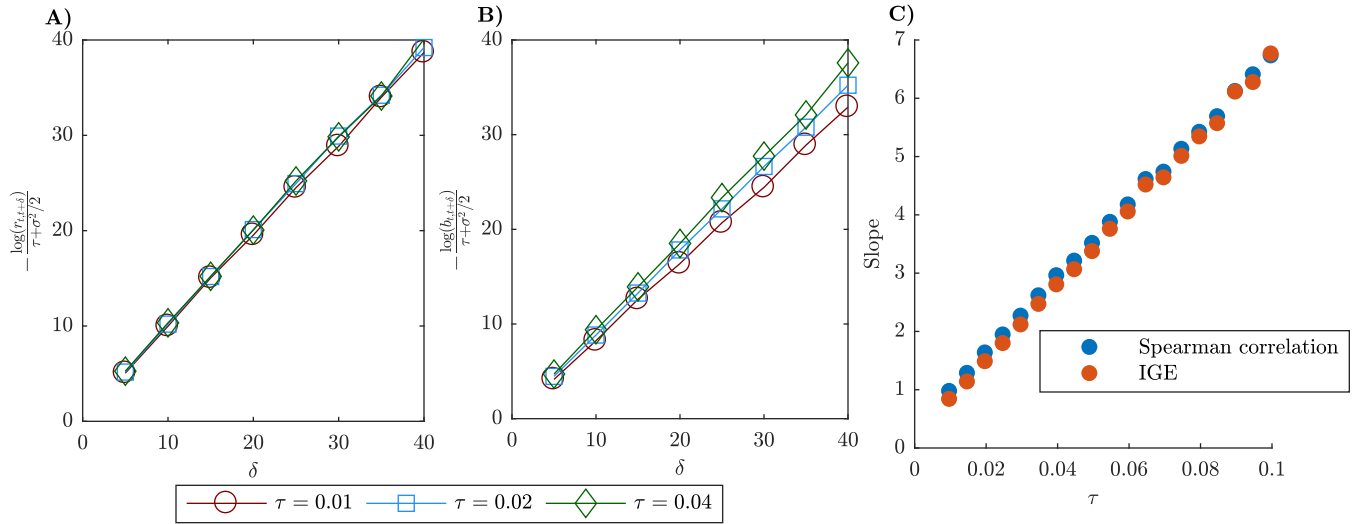 A)
B)
C)
− log(r_{t,t+δ}) / τ+σ²/2
40
30
20
10
0
0 10 20 30 40
δ
− log(b_{t,t+δ}) / τ+σ²/2
40
30
20
10
0
0 10 20 30 40
δ
Slope
7
6
5
4
3
2
1
0
0.02 0.04 0.06 0.08 0.1
τ
Spearman correlation
IGE
τ = 0.01 τ = 0.02 τ = 0.04